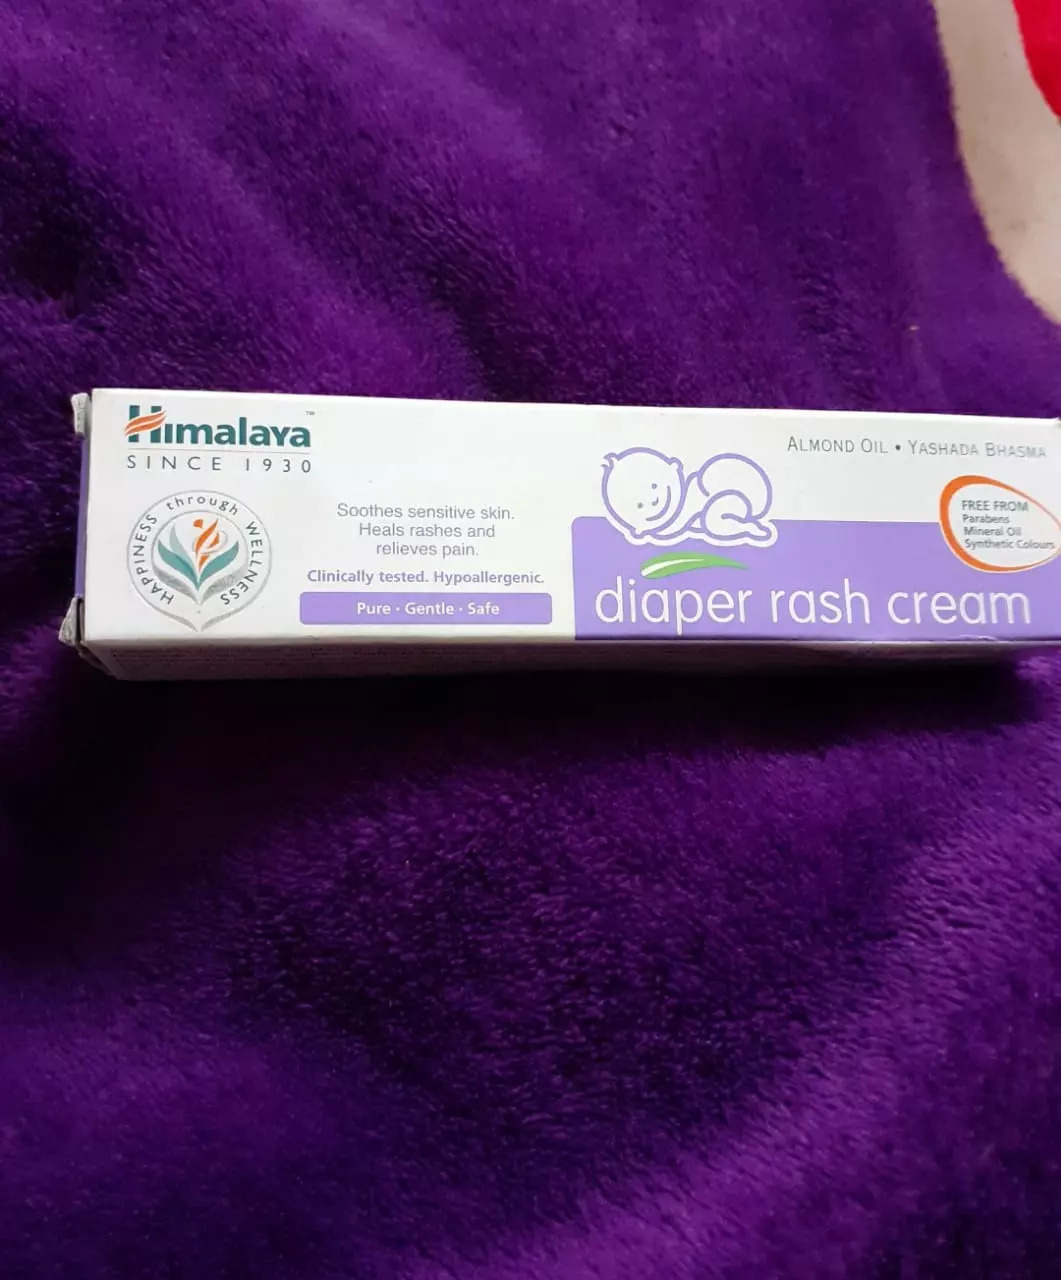 Himalaya™
SINCE 1930
HAPPINESS through WELLNESS
Soothes sensitive skin.
Heals rashes and
relieves pain.
Clinically tested. Hypoallergenic.
Pure · Gentle · Safe
ALMOND OIL • YASHADA BHASMA
FREE FROM
Parabens
Mineral Oil
Synthetic Colours
diaper rash cream